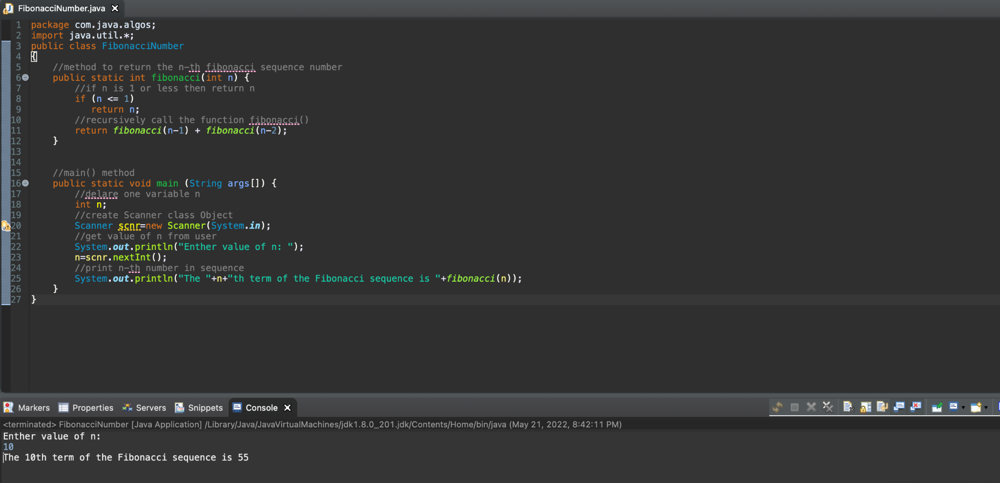 FibonacciNumber.java
1 package com.java.algos;
2 import java.util.*;
3 public class FibonacciNumber
4 {
5     //method to return the n-th fibonacci sequence number
6     public static int fibonacci(int n) {
7         //if n is 1 or less then return n
8         if (n <= 1)
9            return n;
10         //recursively call the function fibonacci()
11         return fibonacci(n-1) + fibonacci(n-2);
12     }
13
14
15     //main() method
16     public static void main (String args[]) {
17         //delare one variable n
18         int n;
19         //create Scanner class Object
20         Scanner scnr=new Scanner(System.in);
21         //get value of n from user
22         System.out.println("Enther value of n: ");
23         n=scnr.nextInt();
24         //print n-th number in sequence
25         System.out.println("The "+n+"th term of the Fibonacci sequence is "+fibonacci(n));
26     }
27 }
Markers Properties Servers Snippets Console
<terminated> FibonacciNumber [Java Application] /Library/Java/JavaVirtualMachines/jdk1.8.0_201.jdk/Contents/Home/bin/java (May 21, 2022, 8:42:11 PM)
Enther value of n:
10
The 10th term of the Fibonacci sequence is 55